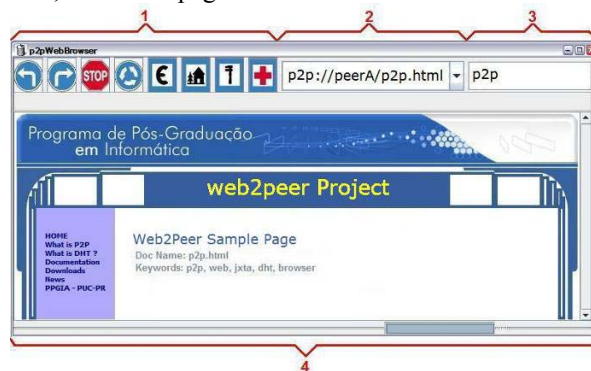 1 2 3
p2pWebBrowser
STOP € p2p://peerA/p2p.html p2p
Programa de Pós-Graduação
em Informática
web2peer Project
HOME
What is P2P
What is DHT ?
Documentation
Downloads
News
PPGIA - PUC-PR
Web2Peer Sample Page
Doc Name: p2p.html
Keywords: p2p, web, jxta, dht, browser
4